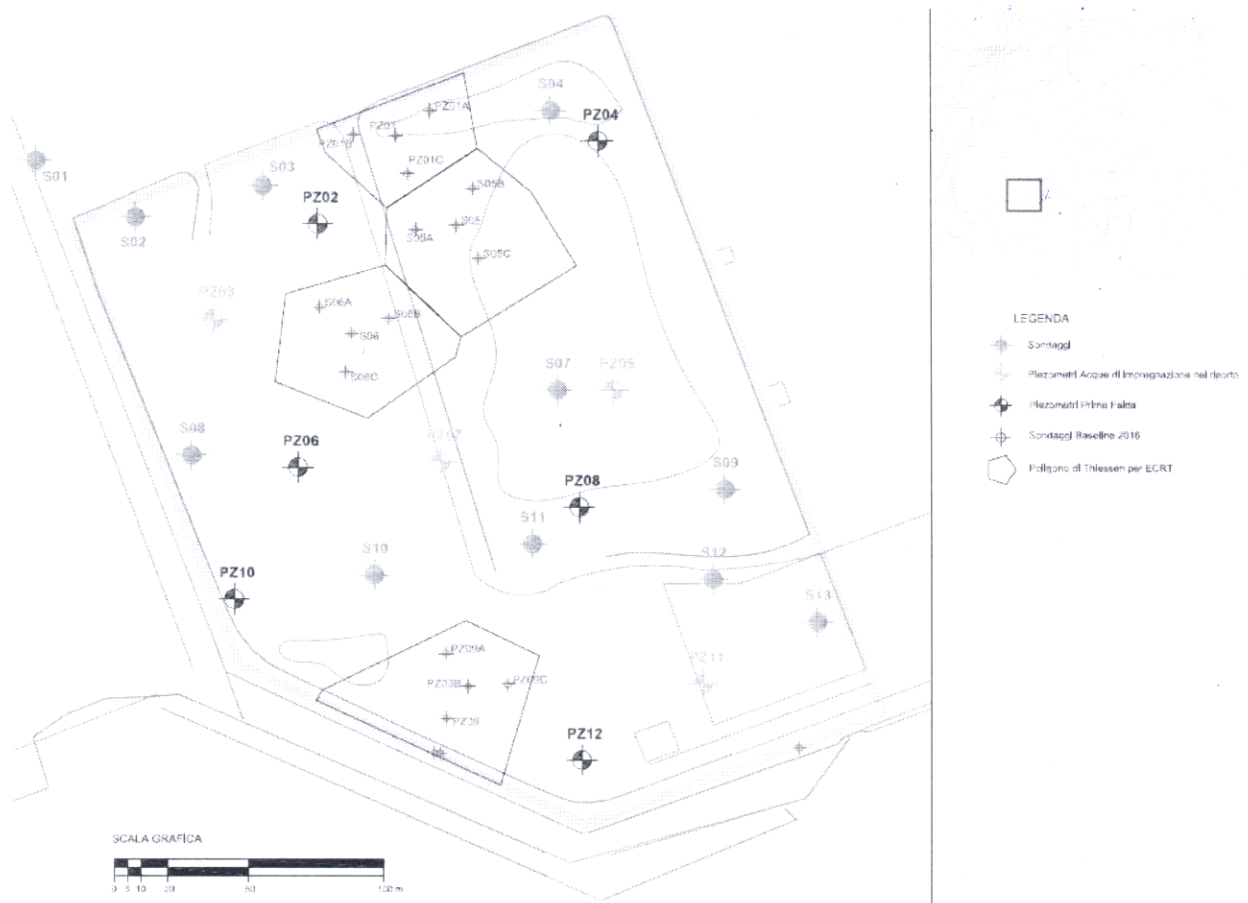 S04
PZ01A
PZ04
PZ01
PZ01B
S01
S03
PZ01C
PZ02
S05B
S02
S05
S05A
S05C
PZ03
S06A
S06B
S06
S06C
S07
PZ05
S08
PZ07
PZ06
PZ08
S09
S11
S10
S12
PZ10
S13
PZ09A
PZ09B
PZ09C
PZ11
PZ09
PZ12
SCALA GRAFICA
0 5 10 20 50 100 m
LEGENDA
Sondaggi
Piezometri Acque di Impregnazione nel riporto
Piezometri Prima Falda
Sondaggi Baseline 2016
Poligono di Thiessen per ECRT